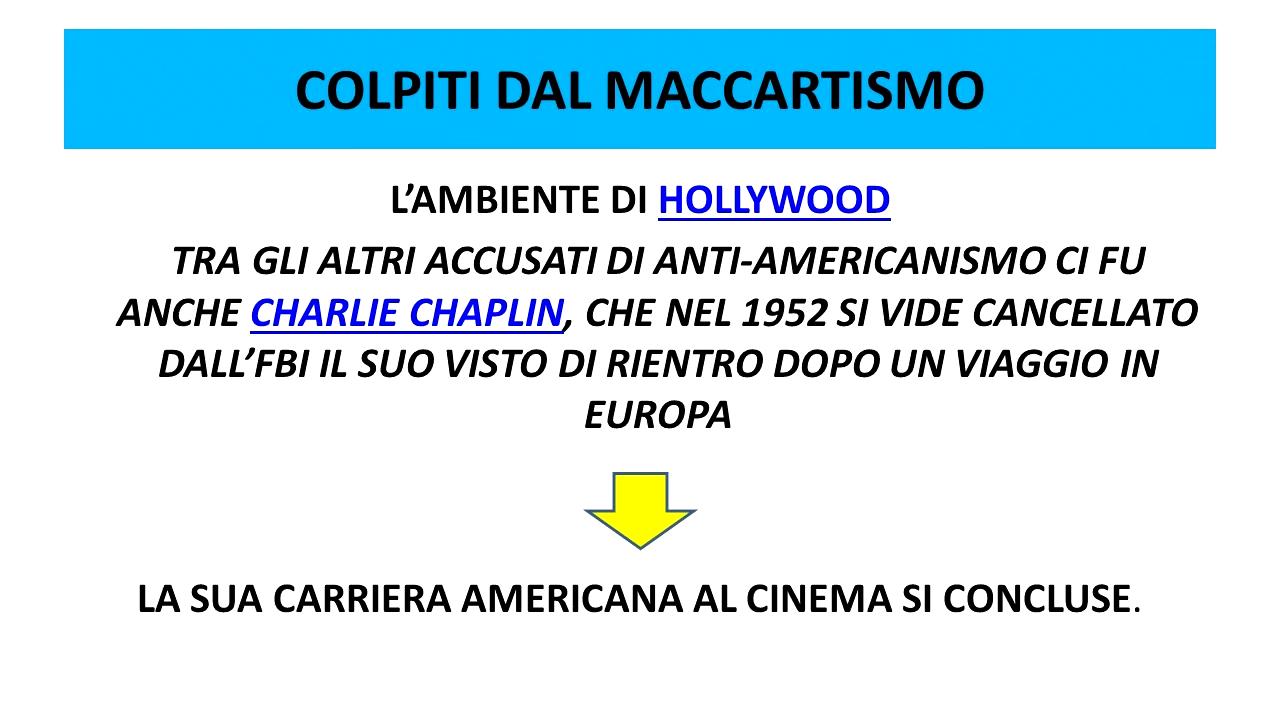 COLPITI DAL MACCARTISMO
L’AMBIENTE DI HOLLYWOOD
TRA GLI ALTRI ACCUSATI DI ANTI-AMERICANISMO CI FU
ANCHE CHARLIE CHAPLIN, CHE NEL 1952 SI VIDE CANCELLATO
DALL’FBI IL SUO VISTO DI RIENTRO DOPO UN VIAGGIO IN
EUROPA
LA SUA CARRIERA AMERICANA AL CINEMA SI CONCLUSE.